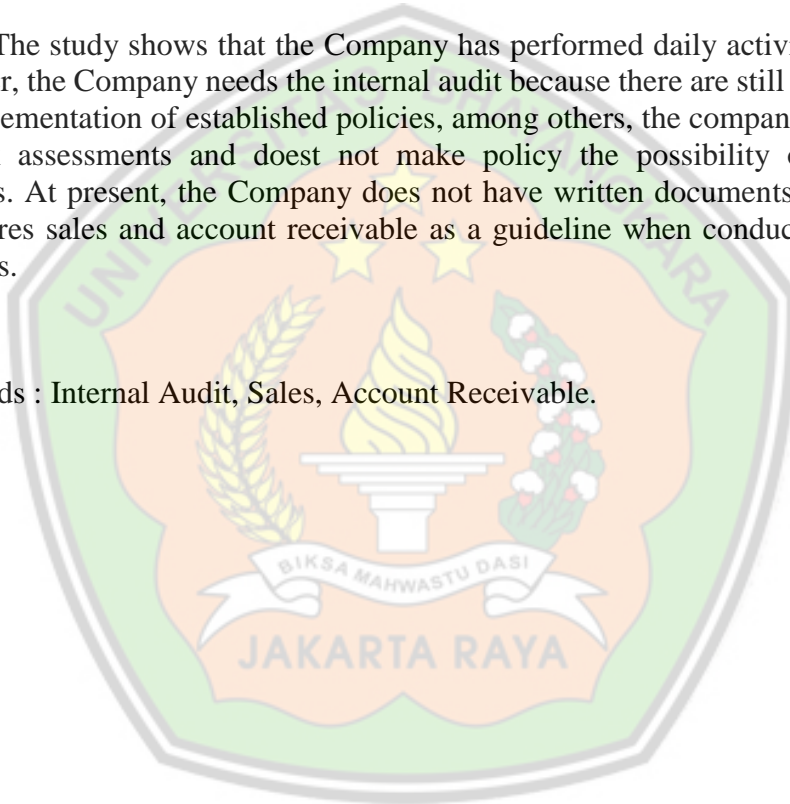 The study shows that the Company has performed daily activ
r, the Company needs the internal audit because there are still
ementation of established policies, among others, the compan
assessments and doest not make policy the possibility
s. At present, the Company does not have written documents
res sales and account receivable as a guideline when conduc
s.
ds : Internal Audit, Sales, Account Receivable.
UNIVERSITAS BHAYANGKARA
BIKSA MAHWASTU DASI
JAKARTA RAYA